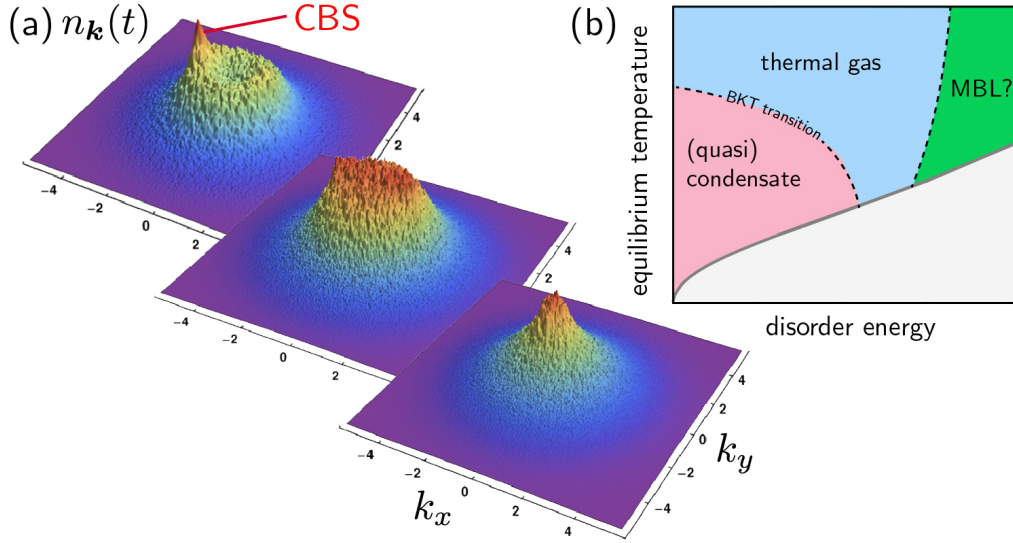 (a) n_k(t)
CBS
4
2
0
-2
-4
-4
-2
0
2
4
2
0
-2
-4
-4
-2
0
2
4
2
0
-2
-4
-4
-2
0
2
4
k_x
k_y
(b)
equilibrium temperature
thermal gas
MBL?
BKT transition
(quasi)
condensate
disorder energy